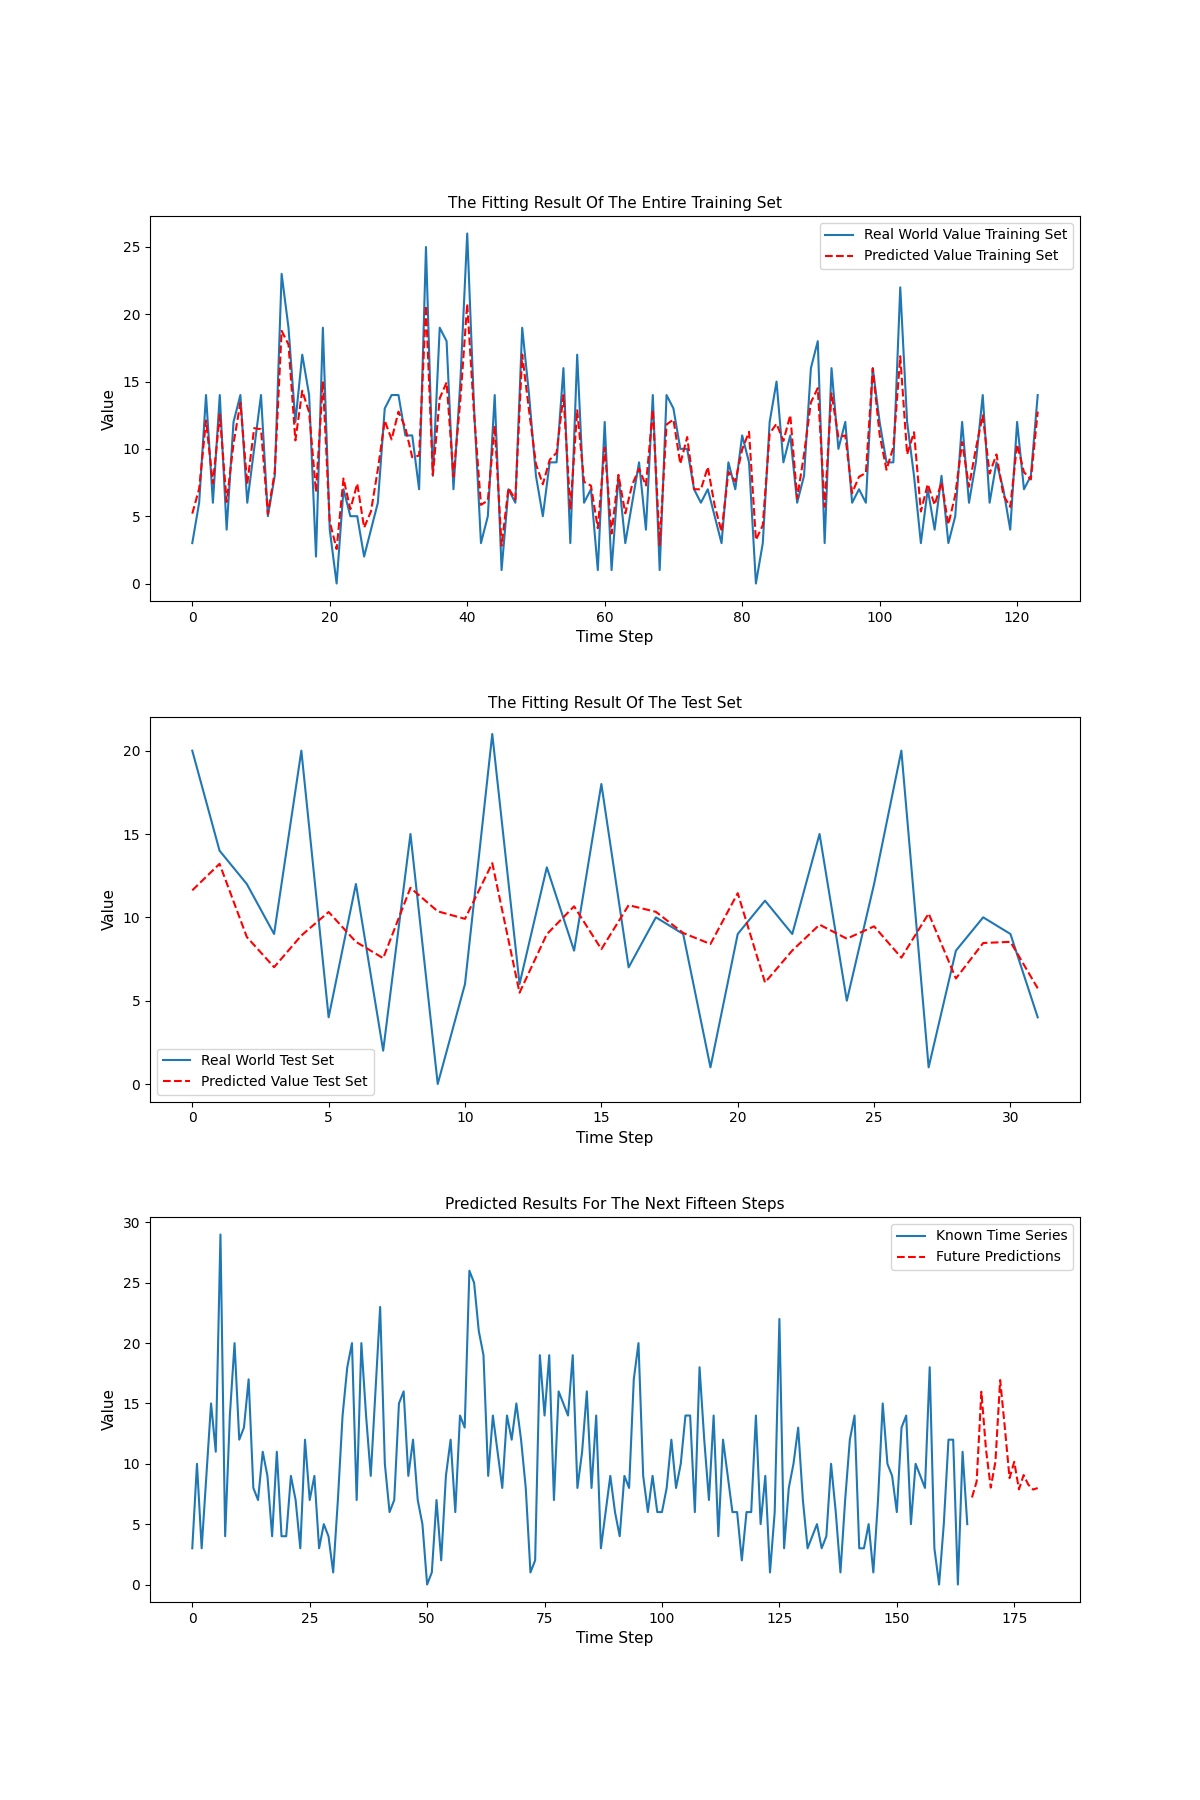 The Fitting Result Of The Entire Training Set
Real World Value Training Set
Predicted Value Training Set
25
20
15
10
5
0
Value
0 20 40 60 80 100 120
Time Step
The Fitting Result Of The Test Set
20
15
10
5
0
Value
Real World Test Set
Predicted Value Test Set
0 5 10 15 20 25 30
Time Step
Predicted Results For The Next Fifteen Steps
Known Time Series
Future Predictions
30
25
20
15
10
5
0
Value
0 25 50 75 100 125 150 175
Time Step